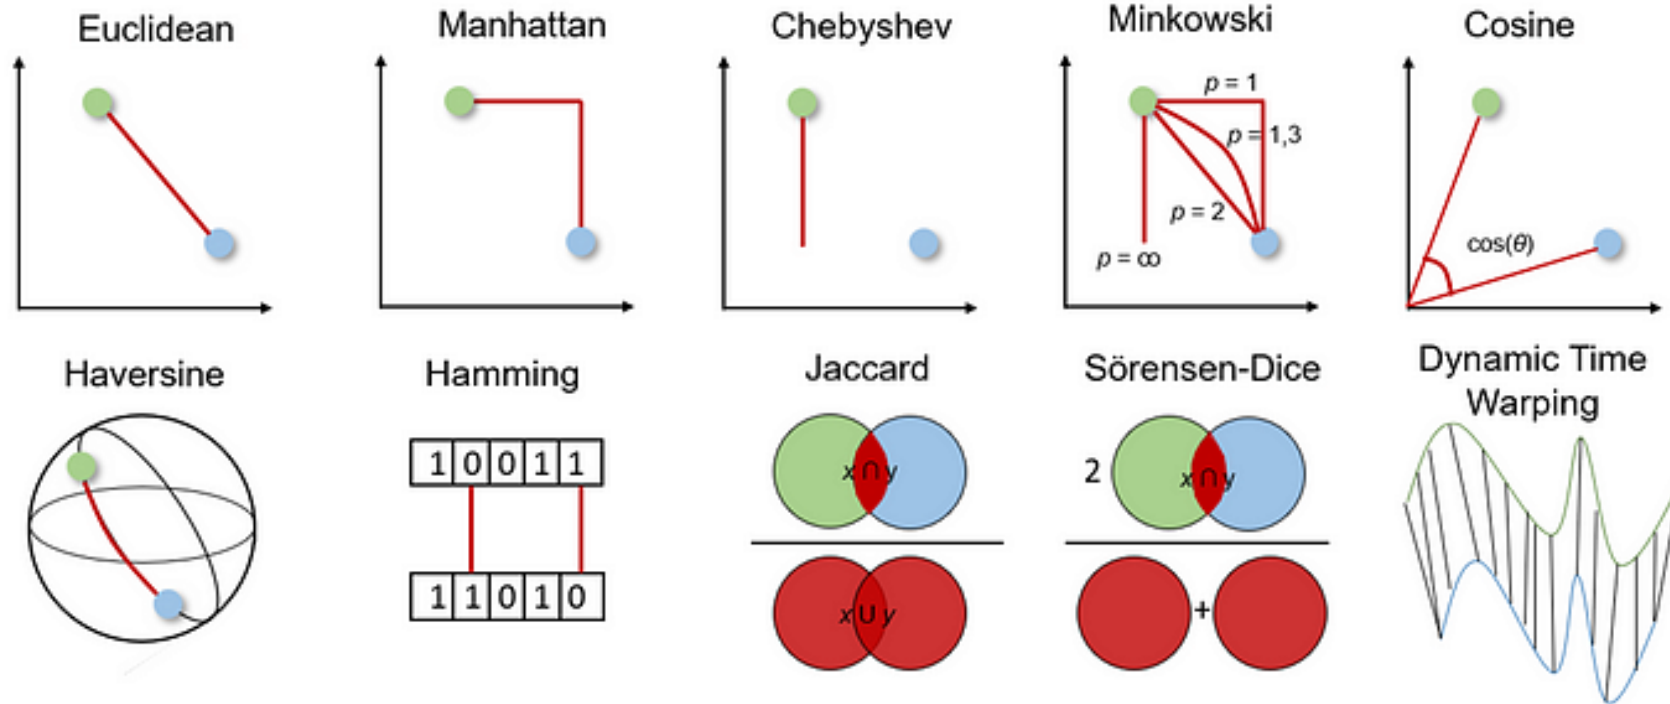 Euclidean
Manhattan
Chebyshev
Minkowski
Cosine
p = 1
p = 1,3
p = 2
p = ∞
cos(θ)
Haversine
Hamming
Jaccard
Sörensen-Dice
Dynamic Time
Warping
1 0 0 1 1
1 1 0 1 0
x ∩ y
x ∪ y
2
x ∩ y
+